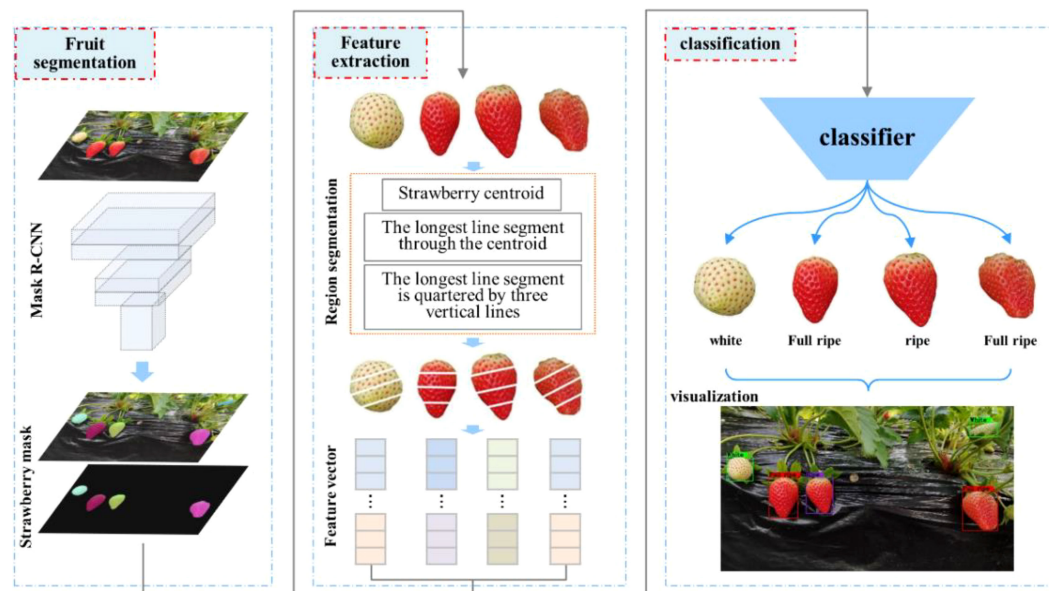 Fruit
segmentation
Mask R-CNN
Strawberry mask
Feature
extraction
Region segmentation
Strawberry centroid
The longest line segment
through the centroid
The longest line segment
is quartered by three
vertical lines
Feature vector
classification
classifier
white
Full ripe
ripe
Full ripe
visualization
White